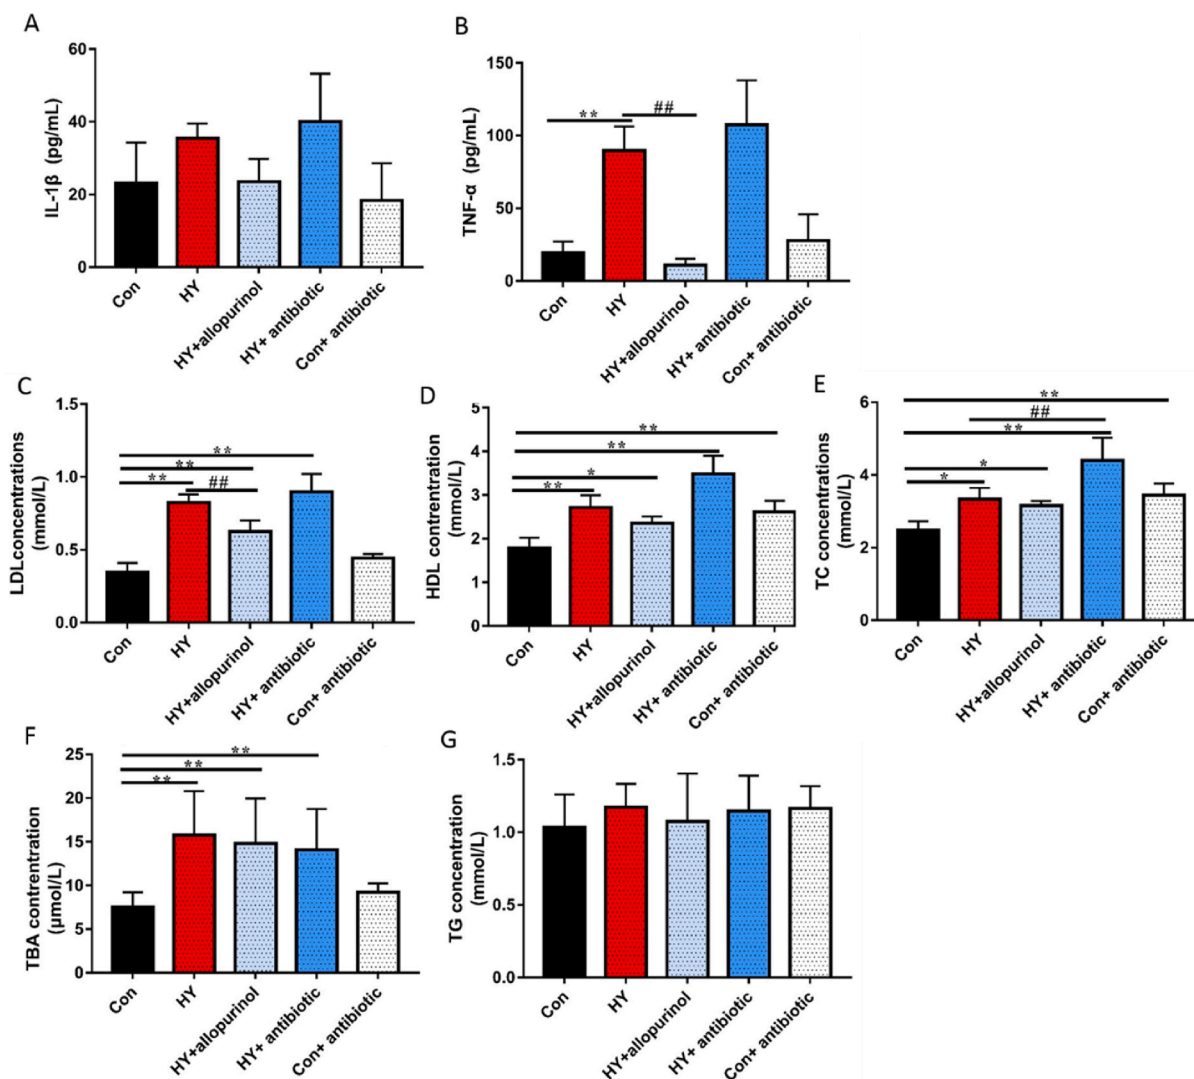 A
IL-1β (pg/mL)
60
40
20
0
Con
HY
HY+allopurinol
HY+ antibiotic
Con+ antibiotic
B
TNF-α (pg/mL)
150
100
50
0
**
##
Con
HY
HY+allopurinol
HY+ antibiotic
Con+ antibiotic
C
LDLconcentrations
(mmol/L)
1.5
1.0
0.5
0.0
**
**
**
##
Con
HY
HY+allopurinol
HY+ antibiotic
Con+ antibiotic
D
HDL contrentration
(mmol/L)
5
4
3
2
1
0
**
**
*
**
Con
HY
HY+allopurinol
HY+ antibiotic
Con+ antibiotic
E
TC concentrations
(mmol/L)
6
4
2
0
**
##
**
*
*
Con
HY
HY+allopurinol
HY+ antibiotic
Con+ antibiotic
F
TBA contrentration
(μmol/L)
25
20
15
10
5
0
**
**
**
Con
HY
HY+allopurinol
HY+ antibiotic
Con+ antibiotic
G
TG concentration
(mmol/L)
1.5
1.0
0.5
0.0
Con
HY
HY+allopurinol
HY+ antibiotic
Con+ antibiotic